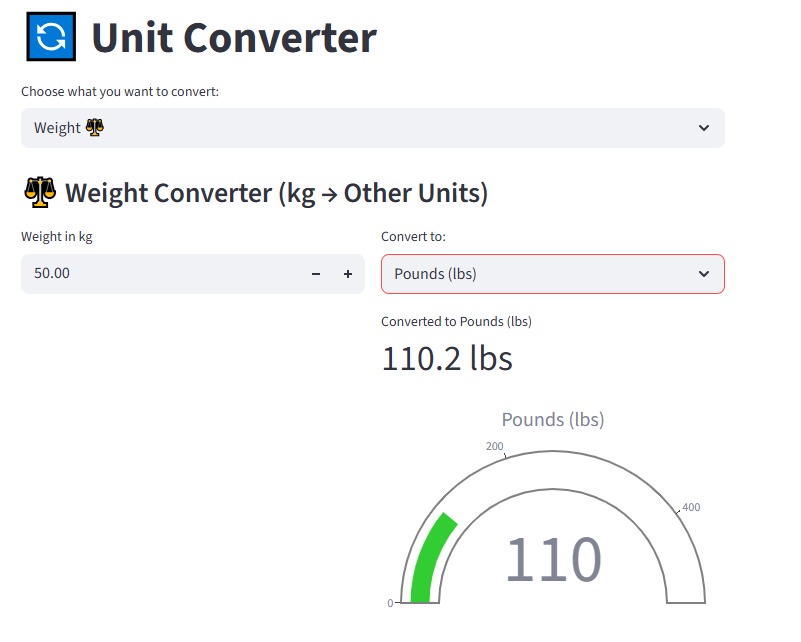 Unit Converter
Choose what you want to convert:
Weight
Weight Converter (kg → Other Units)
Weight in kg
Convert to:
50.00
Pounds (lbs)
Converted to Pounds (lbs)
110.2 lbs
Pounds (lbs)
200
400
110
0